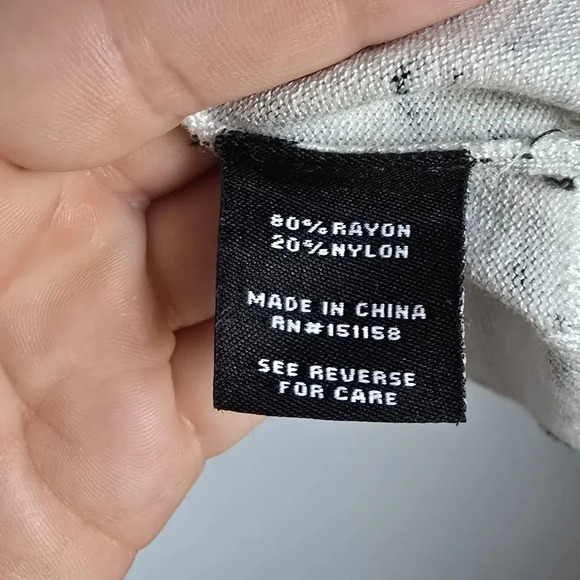 80% RAYON
20% NYLON
MADE IN CHINA
RN#151158
SEE REVERSE
FOR CARE